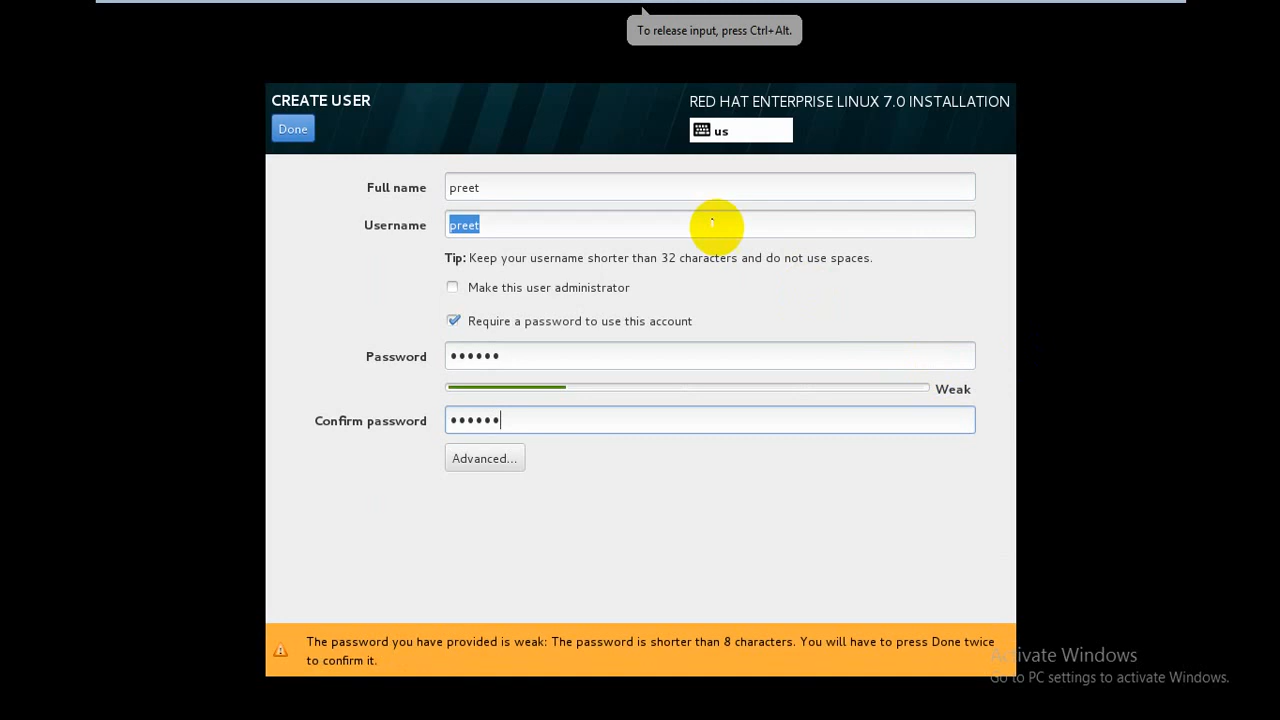 To release input, press Ctrl+Alt.
CREATE USER
RED HAT ENTERPRISE LINUX 7.0 INSTALLATION
Done
us
Full name
preet
Username
preet
Tip: Keep your username shorter than 32 characters and do not use spaces.
Make this user administrator
Require a password to use this account
Password
••••••
Weak
Confirm password
••••••
Advanced...
The password you have provided is weak: The password is shorter than 8 characters. You will have to press Done twice
to confirm it.
Activate Windows
Go to PC settings to activate Windows.